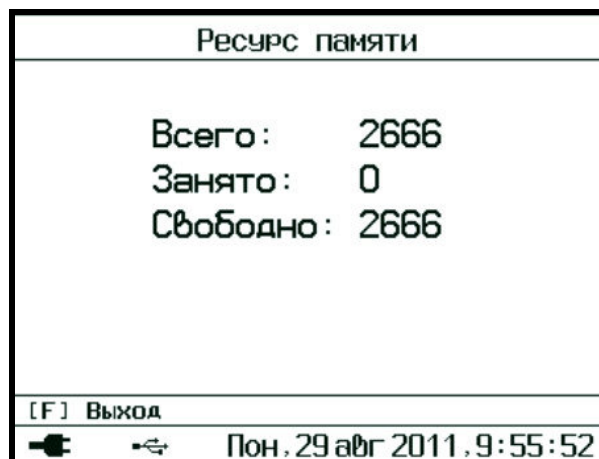 Ресурс памяти
Всего: 2666
Занято: 0
Свободно: 2666
[F] Выход
Пон, 29 авг 2011, 9:55:52